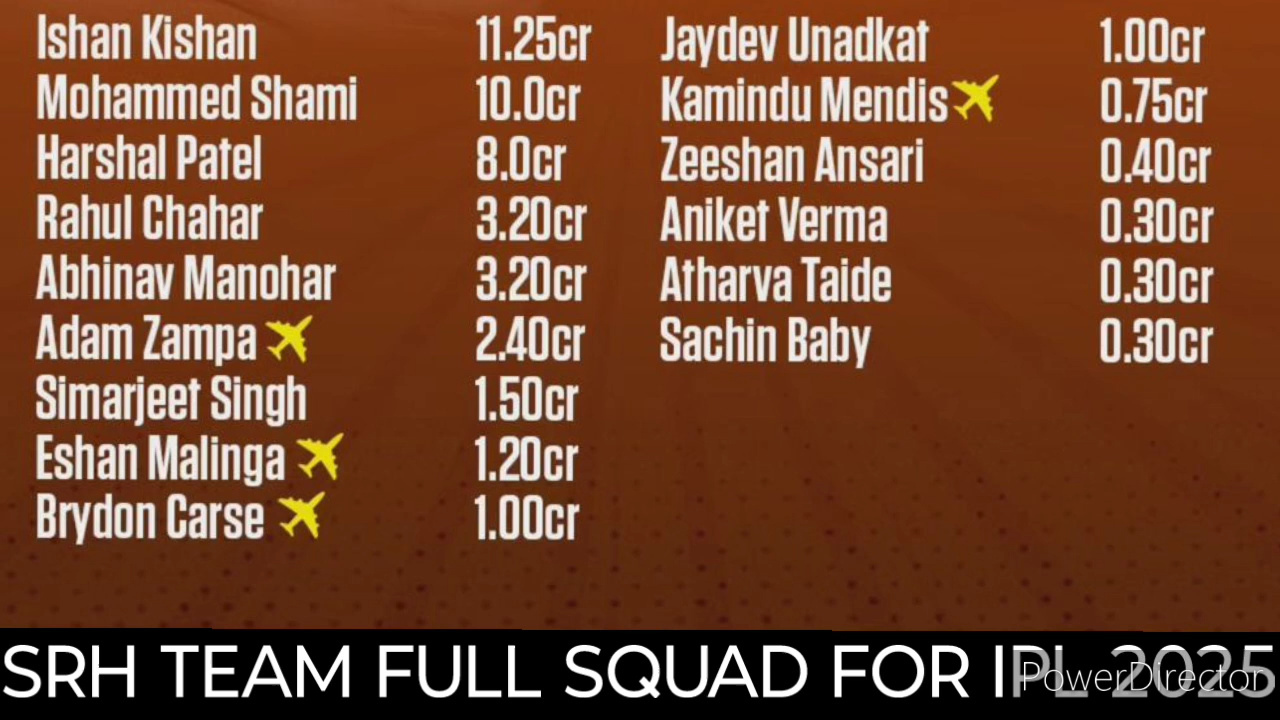 Ishan Kishan 11.25cr
Mohammed Shami 10.0cr
Harshal Patel 8.0cr
Rahul Chahar 3.20cr
Abhinav Manohar 3.20cr
Adam Zampa 2.40cr
Simarjeet Singh 1.50cr
Eshan Malinga 1.20cr
Brydon Carse 1.00cr
Jaydev Unadkat 1.00cr
Kamindu Mendis 0.75cr
Zeeshan Ansari 0.40cr
Aniket Verma 0.30cr
Atharva Taide 0.30cr
Sachin Baby 0.30cr
SRH TEAM FULL SQUAD FOR IPL 2025
PowerDirector